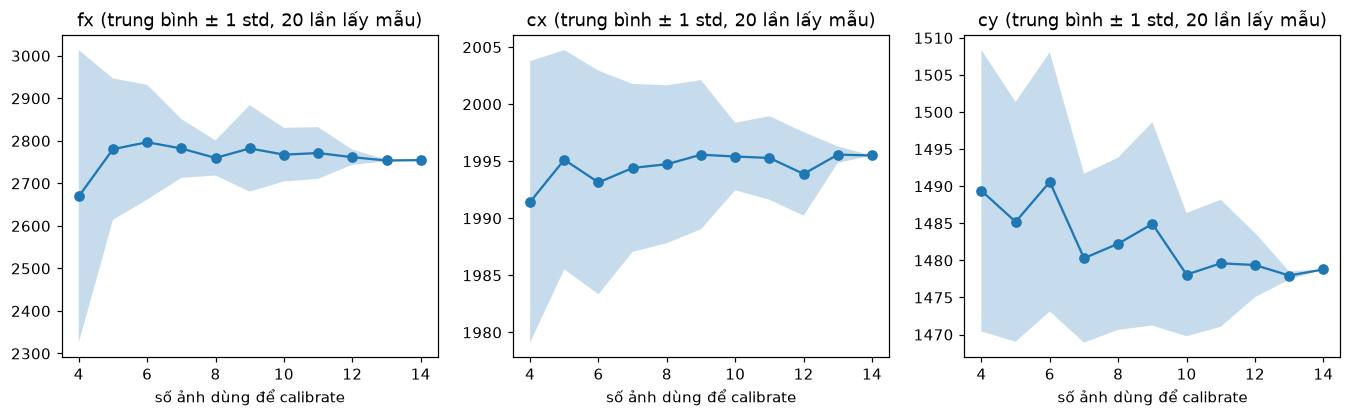 fx (trung bình ± 1 std, 20 lần lấy mẫu)
3000
2900
2800
2700
2600
2500
2400
2300
4 6 8 10 12 14
số ảnh dùng để calibrate
cx (trung bình ± 1 std, 20 lần lấy mẫu)
2005
2000
1995
1990
1985
1980
4 6 8 10 12 14
số ảnh dùng để calibrate
cy (trung bình ± 1 std, 20 lần lấy mẫu)
1510
1505
1500
1495
1490
1485
1480
1475
1470
4 6 8 10 12 14
số ảnh dùng để calibrate